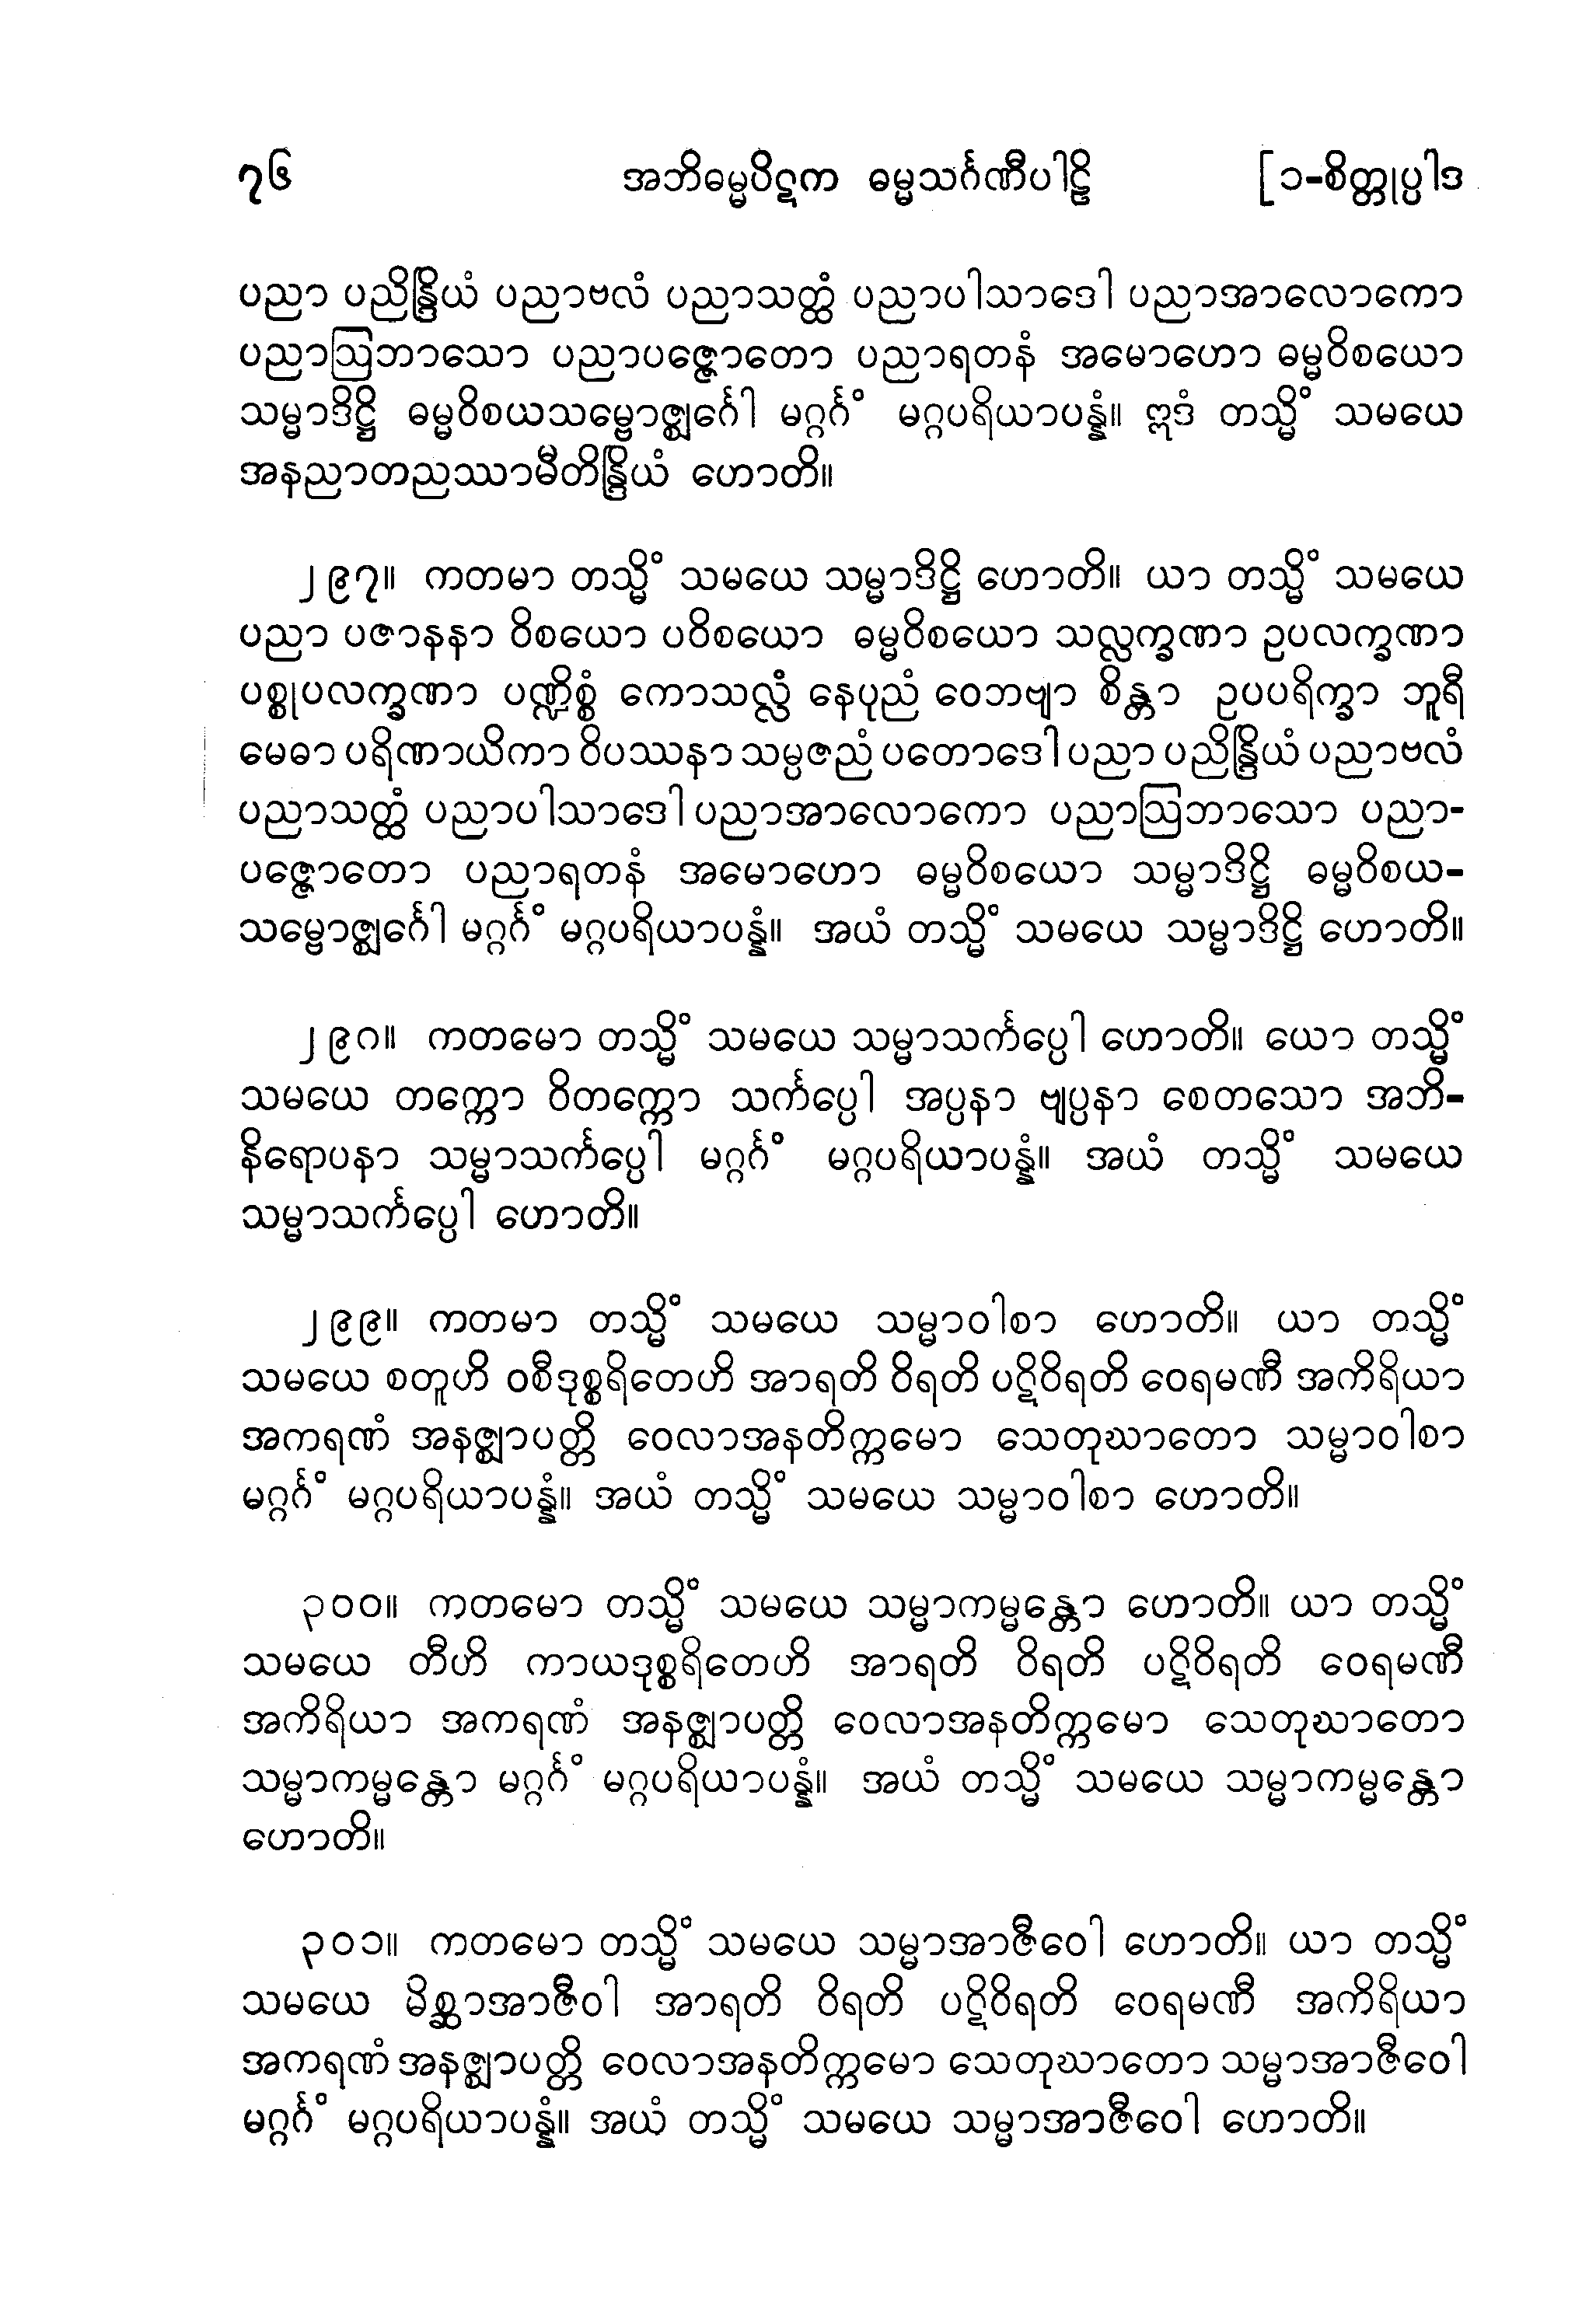 ၇၆ အဘိဓမ္မပိဋက ဓမ္မသင်္ဂဏီပါဠိ [၁-စိတ္တုပ္ပါဒ
ပညာ ပညိန္ဒြိယံ ပညာဗလံ ပညာသတ္ထံ ပညာပါသာဒေါ ပညာအာလောကော
ပညာဩဘာသော ပညာပဇ္ဇောတော ပညာရတနံ အမောဟော ဓမ္မဝိစယော
သမ္မာဒိဋ္ဌိ ဓမ္မဝိစယသမ္ဗောဇ္ဈင်္ဂေါ မဂ္ဂင်္ဂံ မဂ္ဂပရိယာပန္နံ။ ဣဒံ တသ္မိံ သမယေ
အနညာတညဿာမီတိန္ဒြိယံ ဟောတိ။
၂၉၇။ ကတမာ တသ္မိံ သမယေ သမ္မာဒိဋ္ဌိ ဟောတိ။ ယာ တသ္မိံ သမယေ
ပညာ ပဇာနနာ ဝိစယော ပဝိစယော ဓမ္မဝိစယော သလ္လက္ခဏာ ဥပလက္ခဏာ
ပစ္စုပလက္ခဏာ ပဏ္ဍိစ္စံ ကောသလ္လံ နေပုညံ ဝေဘဗျာ စိန္တာ ဥပပရိက္ခာ ဘူရီ
မေဓာ ပရိဏာယိကာ ဝိပဿနာ သမ္ပဇညံ ပတောဒေါ ပညာ ပညိန္ဒြိယံ ပညာဗလံ
ပညာသတ္ထံ ပညာပါသာဒေါ ပညာအာလောကော ပညာဩဘာသော ပညာ-
ပဇ္ဇောတော ပညာရတနံ အမောဟော ဓမ္မဝိစယော သမ္မာဒိဋ္ဌိ ဓမ္မဝိစယ-
သမ္ဗောဇ္ဈင်္ဂေါ မဂ္ဂင်္ဂံ မဂ္ဂပရိယာပန္နံ။ အယံ တသ္မိံ သမယေ သမ္မာဒိဋ္ဌိ ဟောတိ။
၂၉၈။ ကတမော တသ္မိံ သမယေ သမ္မာသင်္ကပ္ပေါ ဟောတိ။ ယော တသ္မိံ
သမယေ တက္ကော ဝိတက္ကော သင်္ကပ္ပေါ အပ္ပနာ ဗျပ္ပနာ စေတသော အဘိ-
နိရောပနာ သမ္မာသင်္ကပ္ပေါ မဂ္ဂင်္ဂံ မဂ္ဂပရိယာပန္နံ။ အယံ တသ္မိံ သမယေ
သမ္မာသင်္ကပ္ပေါ ဟောတိ။
၂၉၉။ ကတမာ တသ္မိံ သမယေ သမ္မာဝါစာ ဟောတိ။ ယာ တသ္မိံ
သမယေ စတူဟိ ဝစီဒုစ္စရိတေဟိ အာရတိ ဝိရတိ ပဋိဝိရတိ ဝေရမဏီ အကိရိယာ
အကရဏံ အနဇ္ဈာပတ္တိ ဝေလာအနတိက္ကမော သေတုဃာတော သမ္မာဝါစာ
မဂ္ဂင်္ဂံ မဂ္ဂပရိယာပန္နံ။ အယံ တသ္မိံ သမယေ သမ္မာဝါစာ ဟောတိ။
၃၀၀။ ကတမော တသ္မိံ သမယေ သမ္မာကမ္မန္တော ဟောတိ။ ယာ တသ္မိံ
သမယေ တီဟိ ကာယဒုစ္စရိတေဟိ အာရတိ ဝိရတိ ပဋိဝိရတိ ဝေရမဏီ
အကိရိယာ အကရဏံ အနဇ္ဈာပတ္တိ ဝေလာအနတိက္ကမော သေတုဃာတော
သမ္မာကမ္မန္တော မဂ္ဂင်္ဂံ မဂ္ဂပရိယာပန္နံ။ အယံ တသ္မိံ သမယေ သမ္မာကမ္မန္တော
ဟောတိ။
၃၀၁။ ကတမော တသ္မိံ သမယေ သမ္မာအာဇီဝေါ ဟောတိ။ ယာ တသ္မိံ
သမယေ မိစ္ဆာအာဇီဝါ အာရတိ ဝိရတိ ပဋိဝိရတိ ဝေရမဏီ အကိရိယာ
အကရဏံ အနဇ္ဈာပတ္တိ ဝေလာအနတိက္ကမော သေတုဃာတော သမ္မာအာဇီဝေါ
မဂ္ဂင်္ဂံ မဂ္ဂပရိယာပန္နံ။ အယံ တသ္မိံ သမယေ သမ္မာအာဇီဝေါ ဟောတိ။